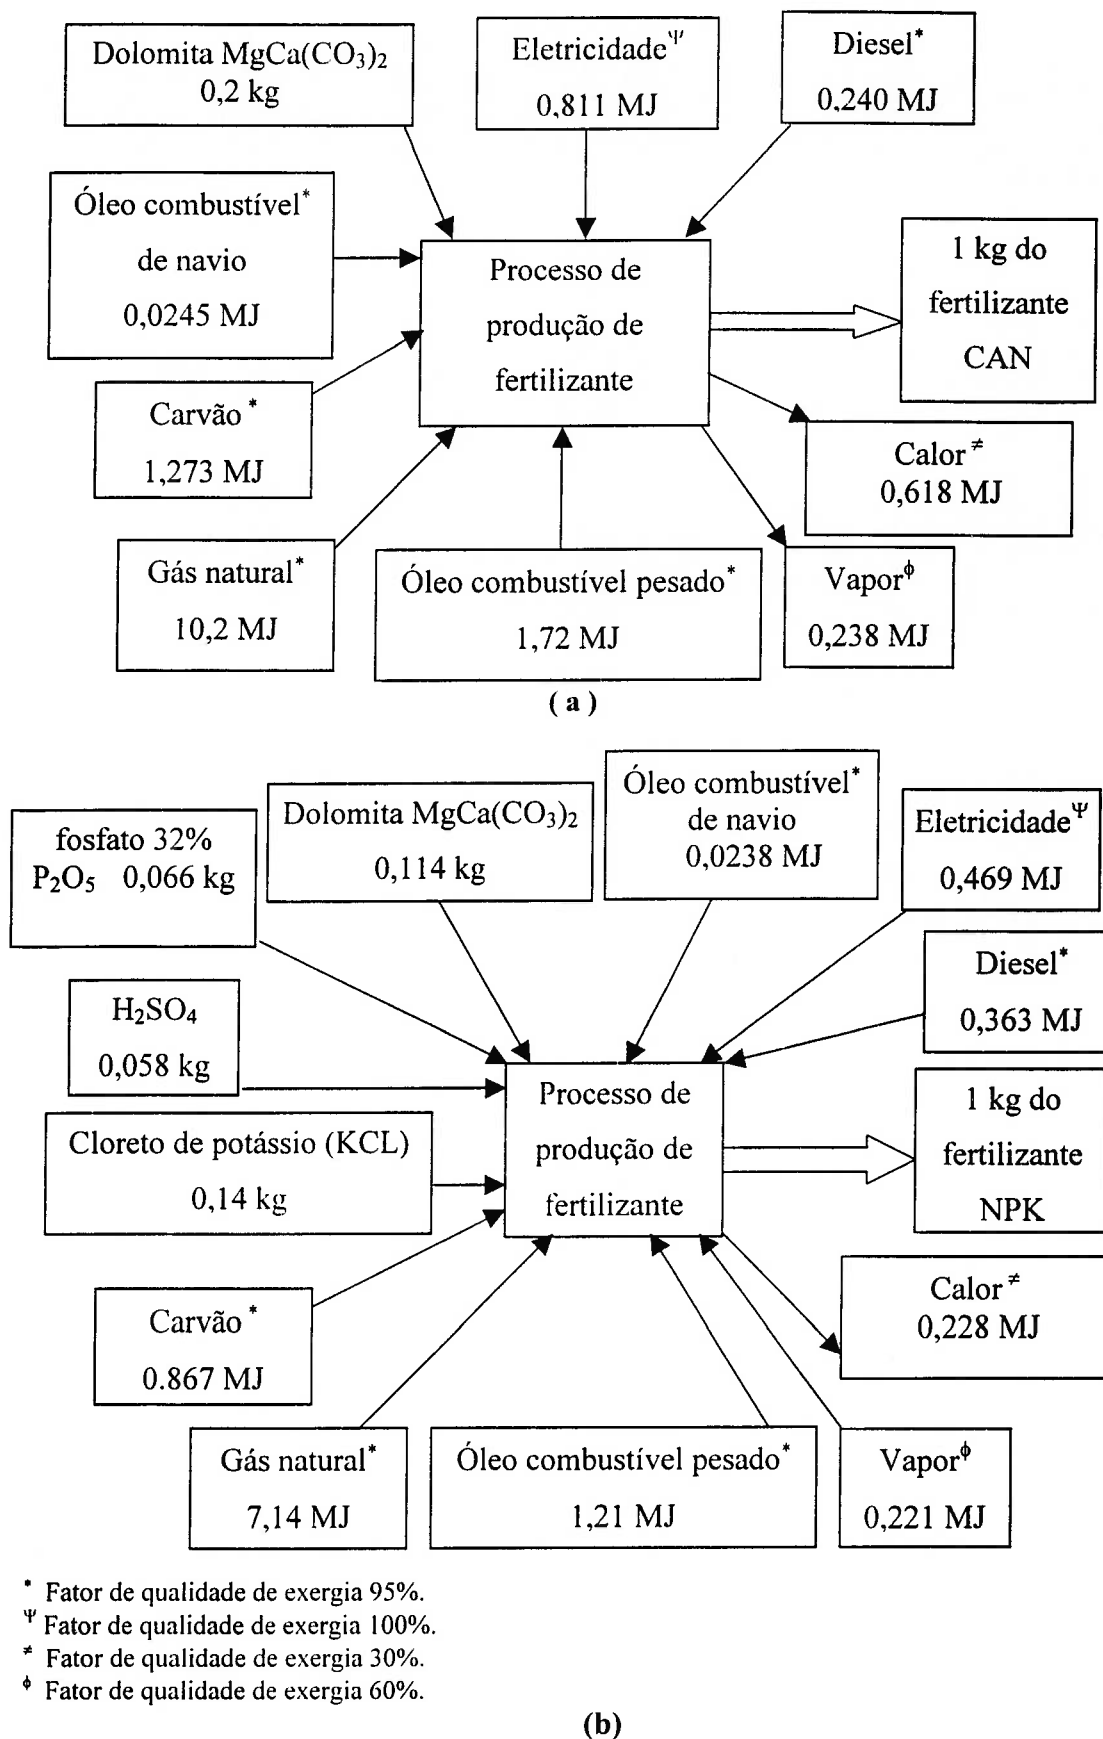 Dolomita MgCa(CO₃)₂
0,2 kg
Eletricidade^Ψ
0,811 MJ
Diesel*
0,240 MJ
Óleo combustível*
de navio
0,0245 MJ
Processo de
produção de
fertilizante
1 kg do
fertilizante
CAN
Carvão *
1,273 MJ
Calor ≠
0,618 MJ
Gás natural*
10,2 MJ
Óleo combustível pesado*
1,72 MJ
Vapor^ϕ
0,238 MJ
( a )
fosfato 32%
P₂O₅ 0,066 kg
Dolomita MgCa(CO₃)₂
0,114 kg
Óleo combustível*
de navio
0,0238 MJ
Eletricidade^Ψ
0,469 MJ
H₂SO₄
0,058 kg
Diesel*
0,363 MJ
Cloreto de potássio (KCL)
0,14 kg
Processo de
produção de
fertilizante
1 kg do
fertilizante
NPK
Carvão *
0.867 MJ
Calor ≠
0,228 MJ
Gás natural*
7,14 MJ
Óleo combustível pesado*
1,21 MJ
Vapor^ϕ
0,221 MJ
* Fator de qualidade de exergia 95%.
Ψ Fator de qualidade de exergia 100%.
≠ Fator de qualidade de exergia 30%.
ϕ Fator de qualidade de exergia 60%.
(b)